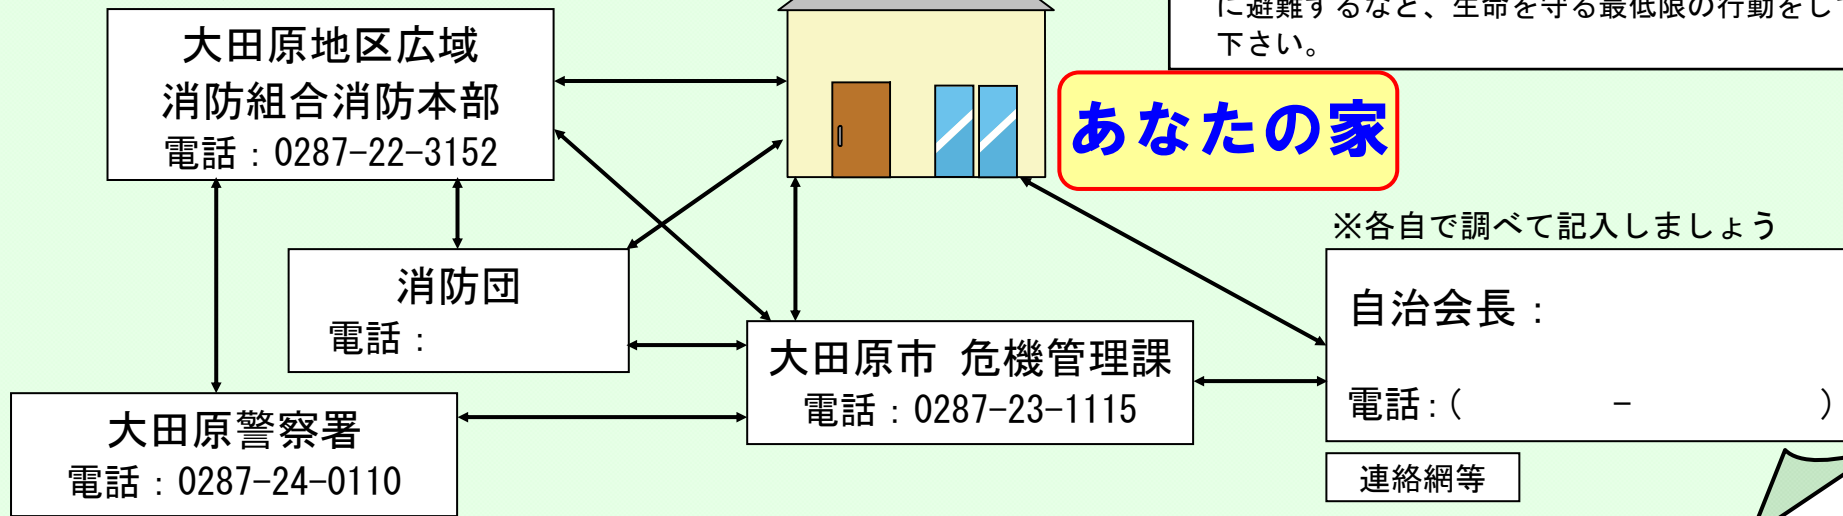 に避難するなど、生命を守る最低限の行動をして
下さい。
大田原地区広域
消防組合消防本部
電話：0287-22-3152
あなたの家
※各自で調べて記入しましょう
消防団
電話：
自治会長：
電話：(　　　－　　　)
大田原市 危機管理課
電話：0287-23-1115
大田原警察署
電話：0287-24-0110
連絡網等